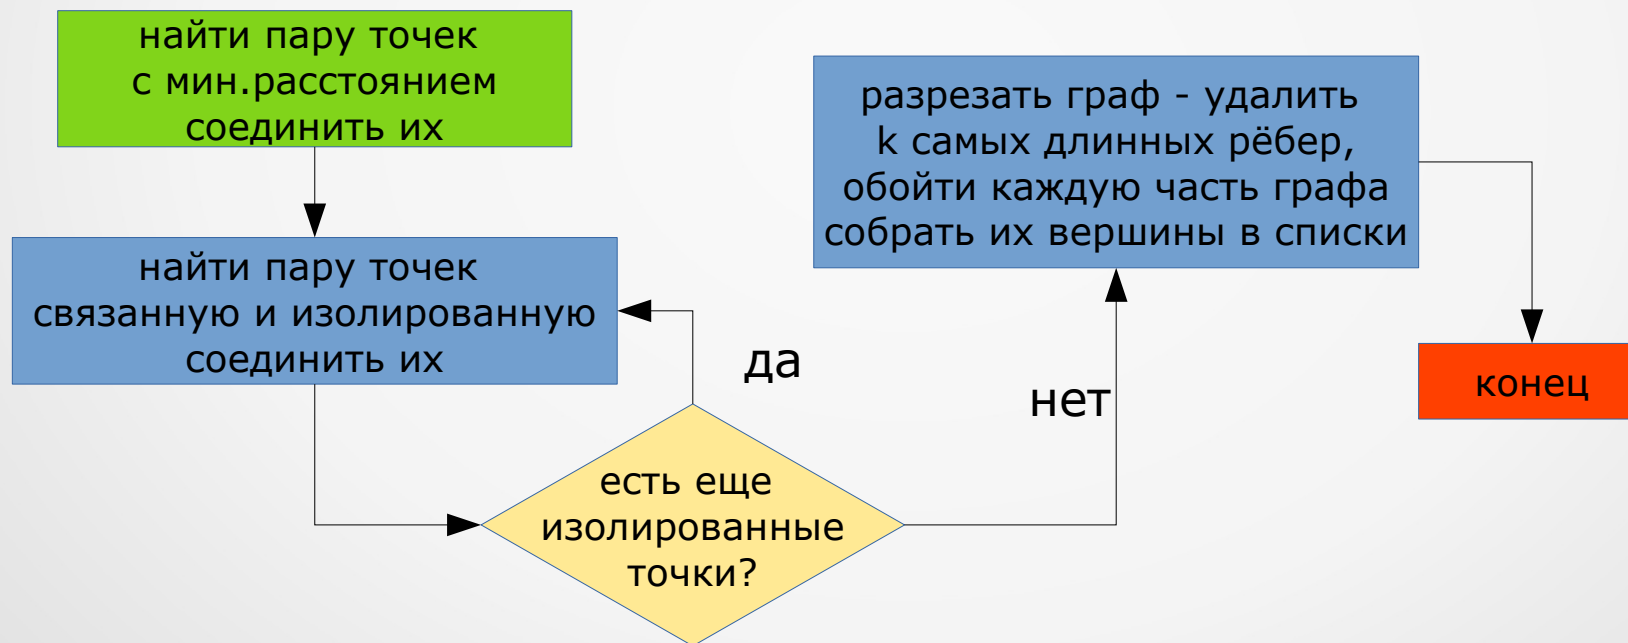 найти пару точек
с мин.расстоянием
соединить их
найти пару точек
связанную и изолированную
соединить их
да
есть еще
изолированные
точки?
нет
разрезать граф - удалить
k самых длинных рёбер,
обойти каждую часть графа
собрать их вершины в списки
конец